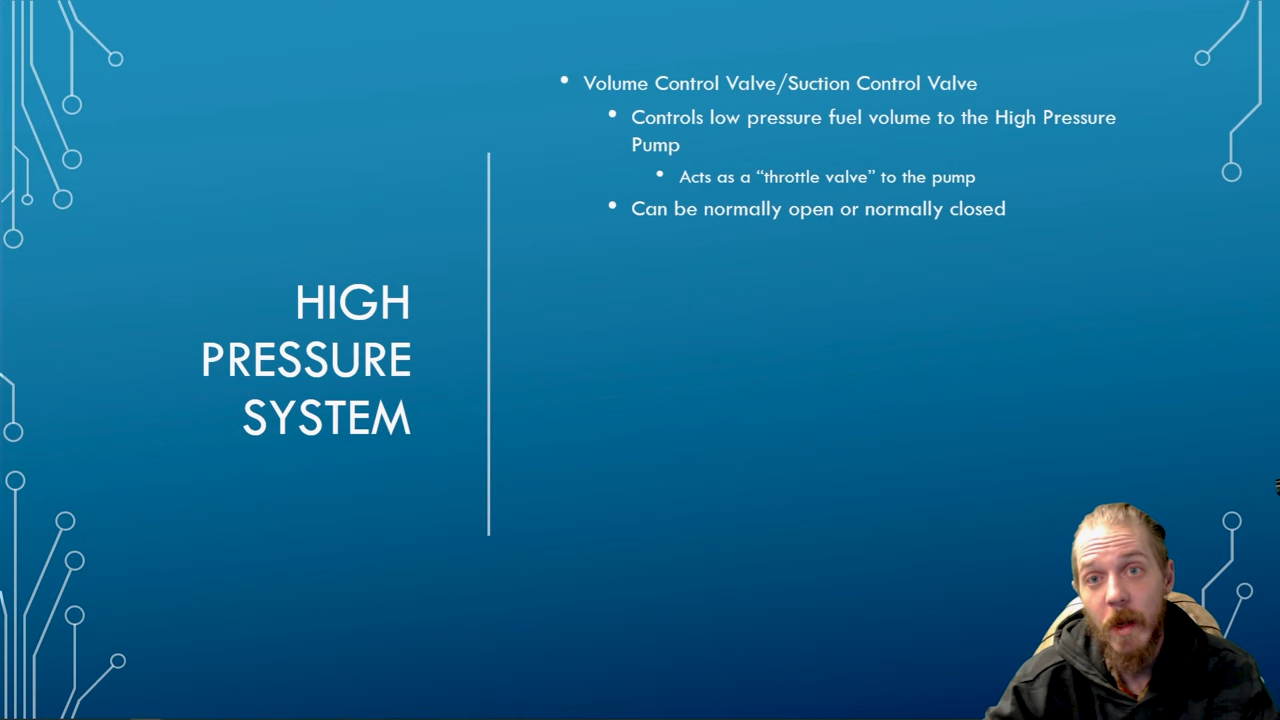 HIGH
PRESSURE
SYSTEM
Volume Control Valve/Suction Control Valve
Controls low pressure fuel volume to the High Pressure
Pump
Acts as a “throttle valve” to the pump
Can be normally open or normally closed